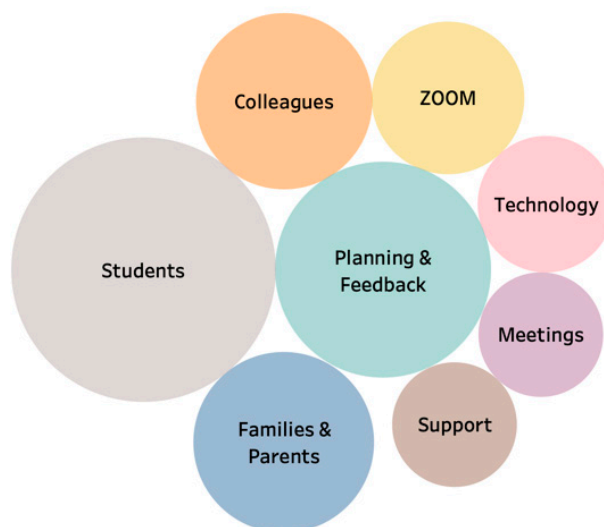 Colleagues
ZOOM
Technology
Students
Planning &
Feedback
Meetings
Support
Families &
Parents